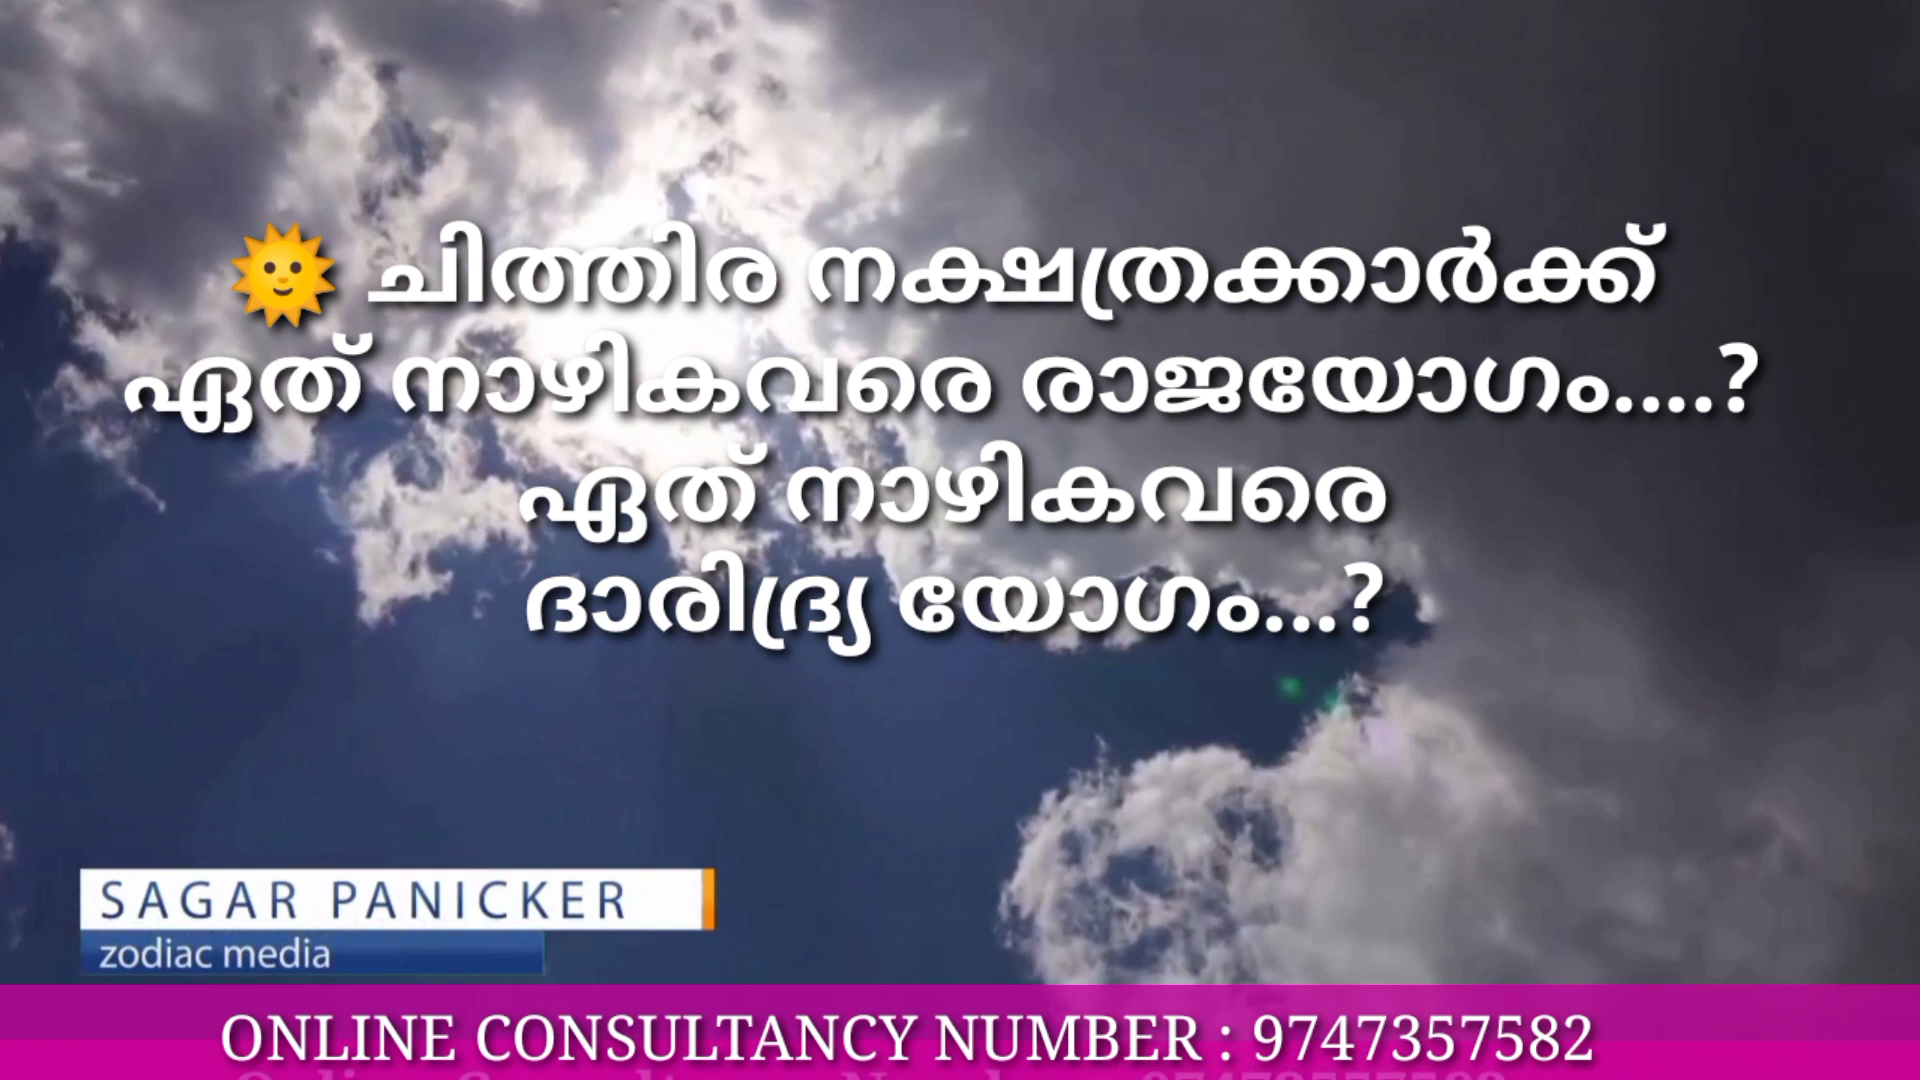 🌞 ചിത്തിര നക്ഷത്രക്കാർക്ക്
ഏത് നാഴികവരെ രാജയോഗം....?
ഏത് നാഴികവരെ
ദാരിദ്ര്യ യോഗം...?
SAGAR PANICKER
zodiac media
ONLINE CONSULTANCY NUMBER : 9747357582